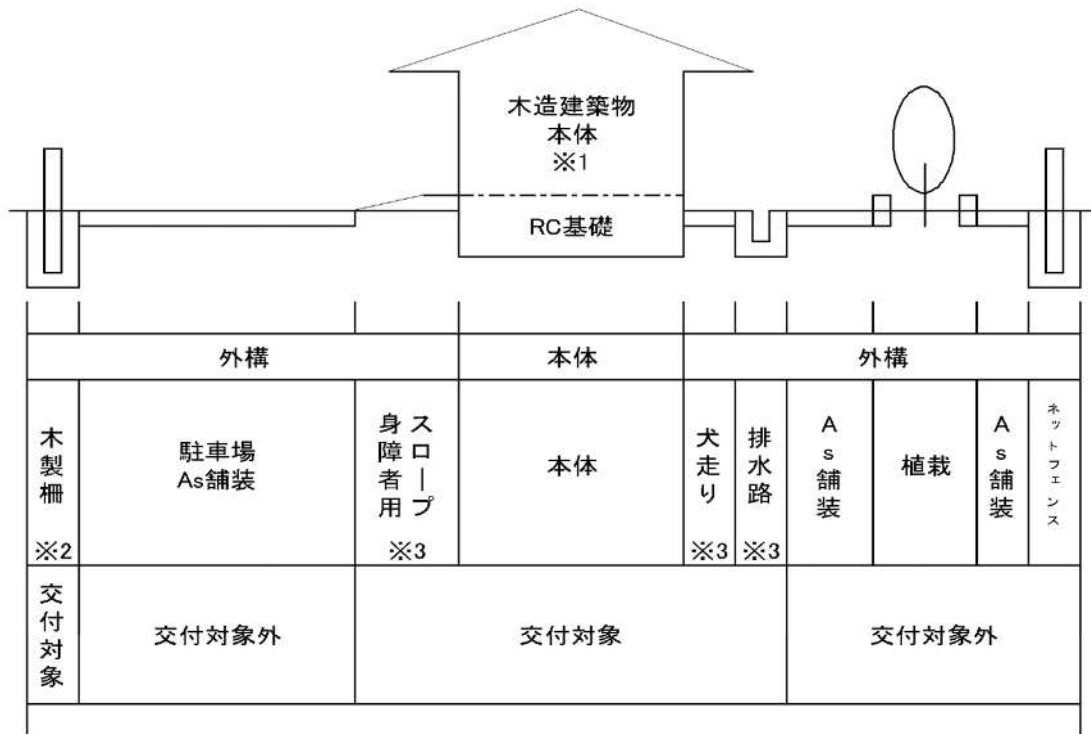 木造建築物
本体
※1
RC基礎
外構
本体
外構
木製柵
※2
駐車場
As舗装
身障者用
スロープ
※3
本体
犬走り
※3
排水路
※3
As舗装
植栽
As舗装
ネットフェンス
交付対象
交付対象外
交付対象
交付対象外